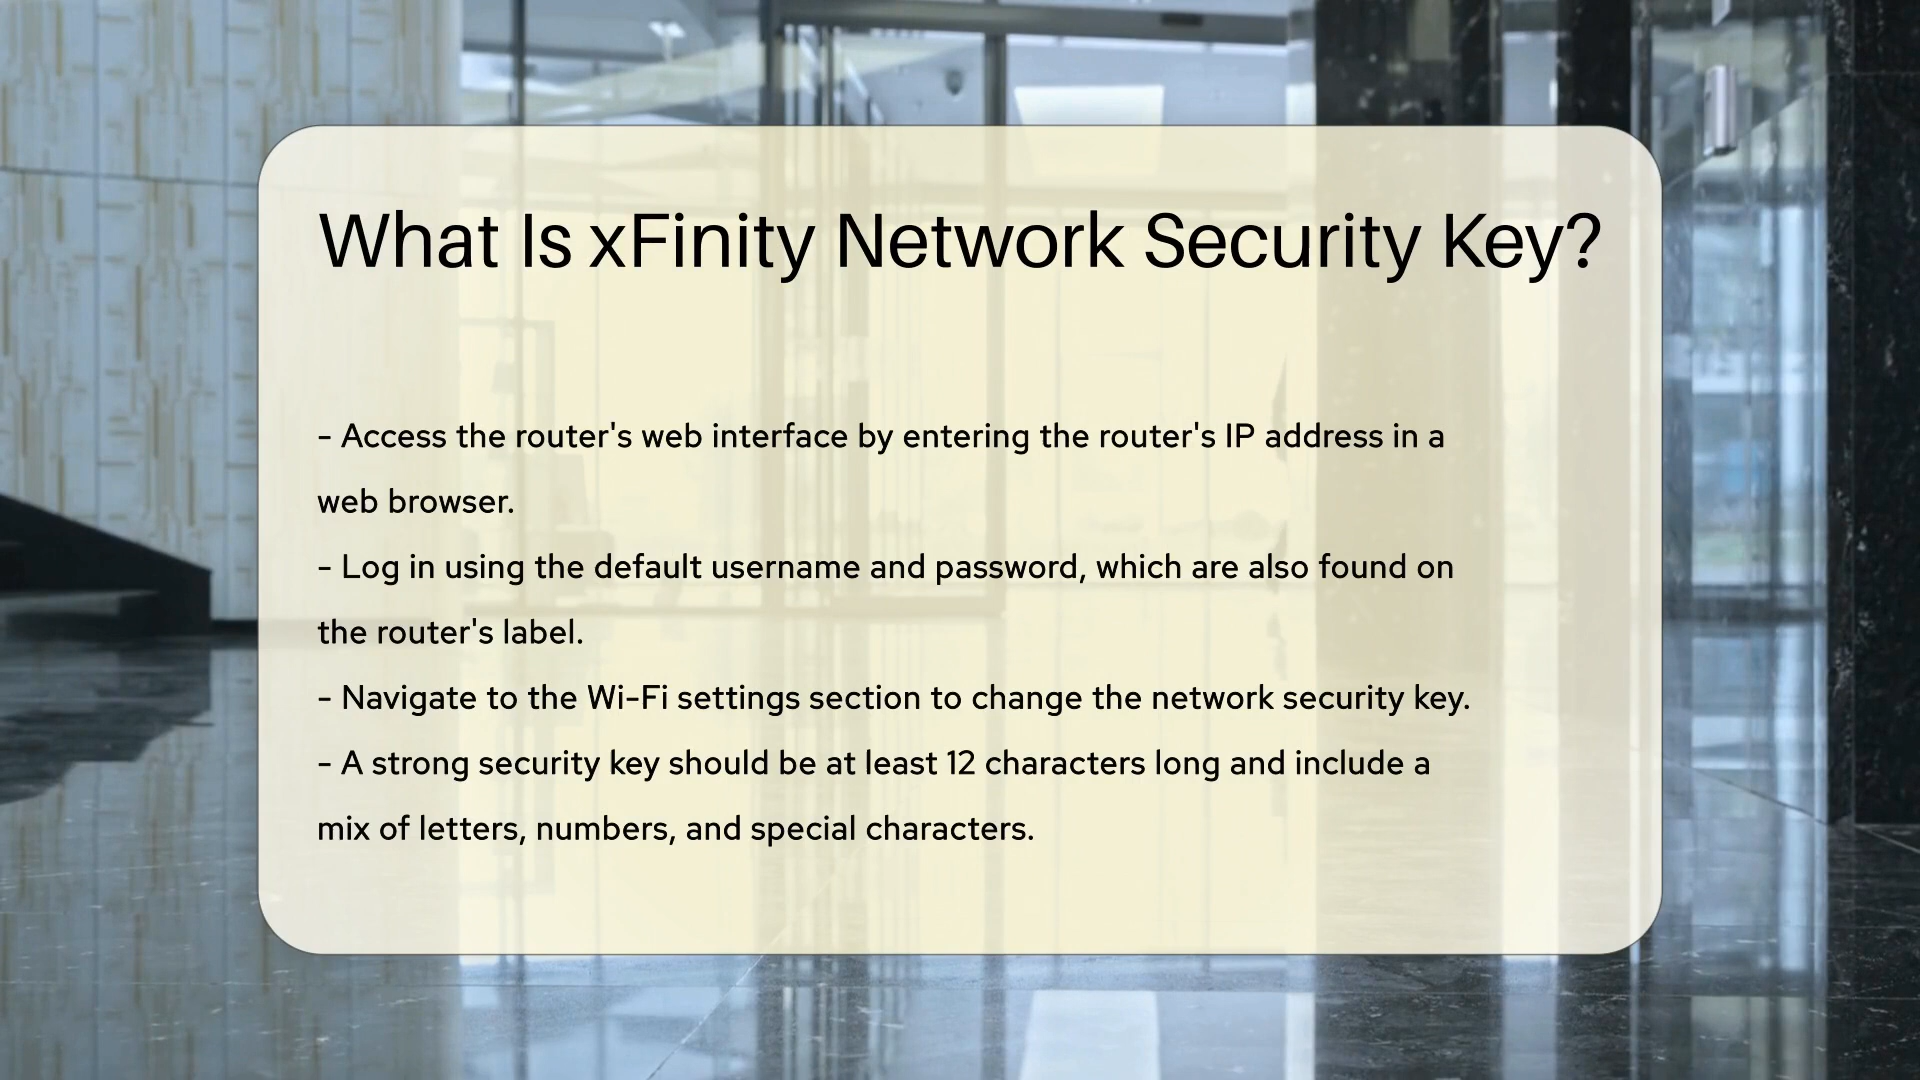 What Is xFinity Network Security Key?
- Access the router's web interface by entering the router's IP address in a
web browser.
- Log in using the default username and password, which are also found on
the router's label.
- Navigate to the Wi-Fi settings section to change the network security key.
- A strong security key should be at least 12 characters long and include a
mix of letters, numbers, and special characters.